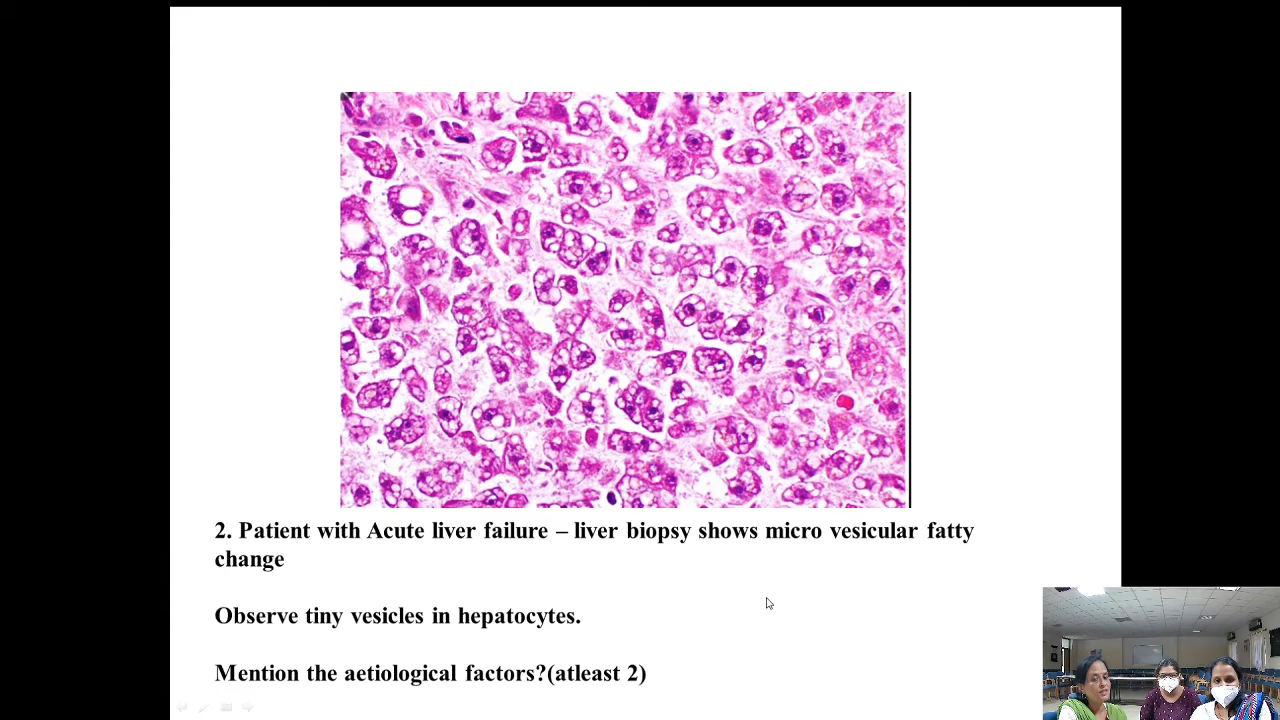 2. Patient with Acute liver failure – liver biopsy shows micro vesicular fatty
change
Observe tiny vesicles in hepatocytes.
Mention the aetiological factors?(atleast 2)